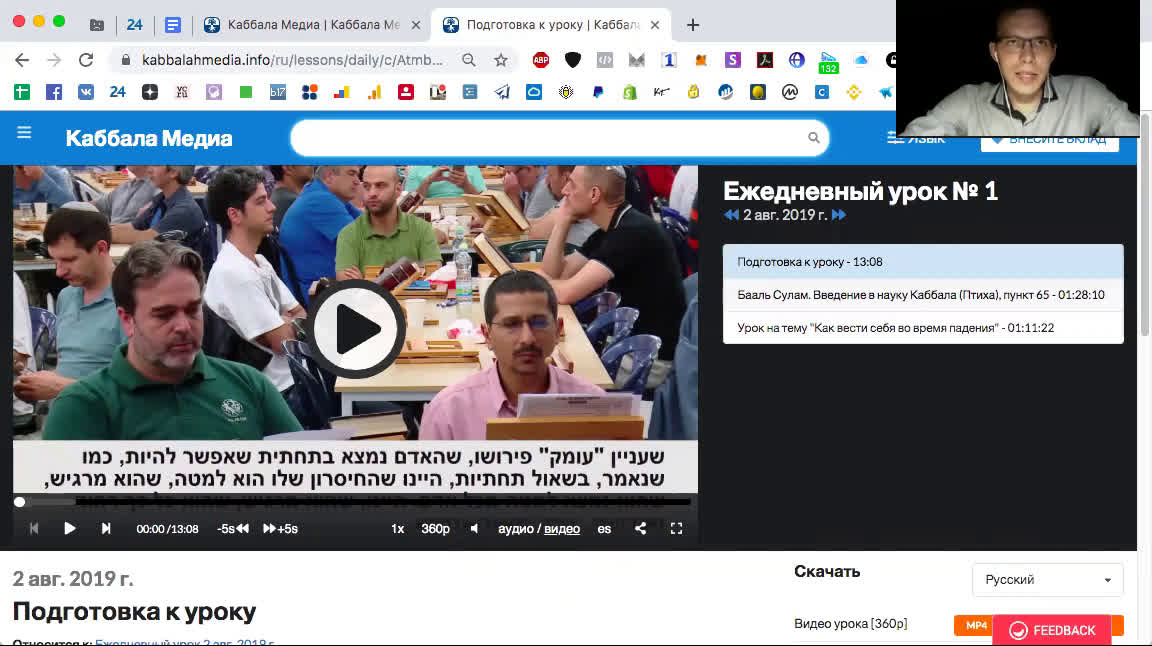 24
Каббала Медиа | Каббала Ме
Подготовка к уроку | Каббал
kabbalahmedia.info/ru/lessons/daily/c/Atmb...
ABP
S
132
24
b17
Каббала Медиа
Язык
ВНЕСИТЕ ВКЛАД
Ежедневный урок № 1
2 авг. 2019 г.
Подготовка к уроку - 13:08
Бааль Сулам. Введение в науку Каббала (Птиха), пункт 65 - 01:28:10
Урок на тему "Как вести себя во время падения" - 01:11:22
שעניין "עומק" פירושו, שהאדם נמצא בתחתית שאפשר להיות, כמו
שנאמר, בשאול תחתיות, היינו שהחיסרון שלו הוא למטה, שהוא מרגיש,
00:00 /13:08
-5s
+5s
1x
360p
аудио / видео
es
2 авг. 2019 г.
Подготовка к уроку
Относится к: Ежедневный урок 2 авг. 2019 г.
Скачать
Русский
Видео урока [360p]
MP4
FEEDBACK